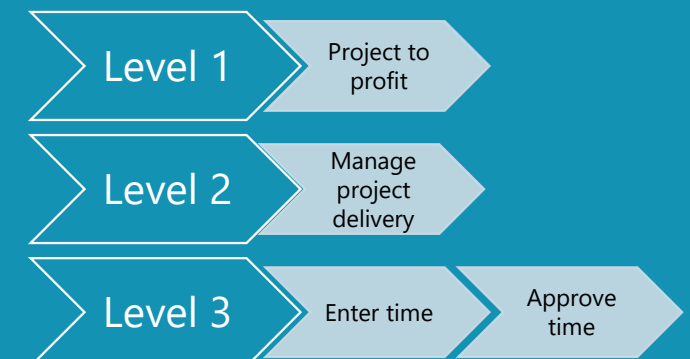 Level 1
Project to
profit
Level 2
Manage
project
delivery
Level 3
Enter time
Approve
time